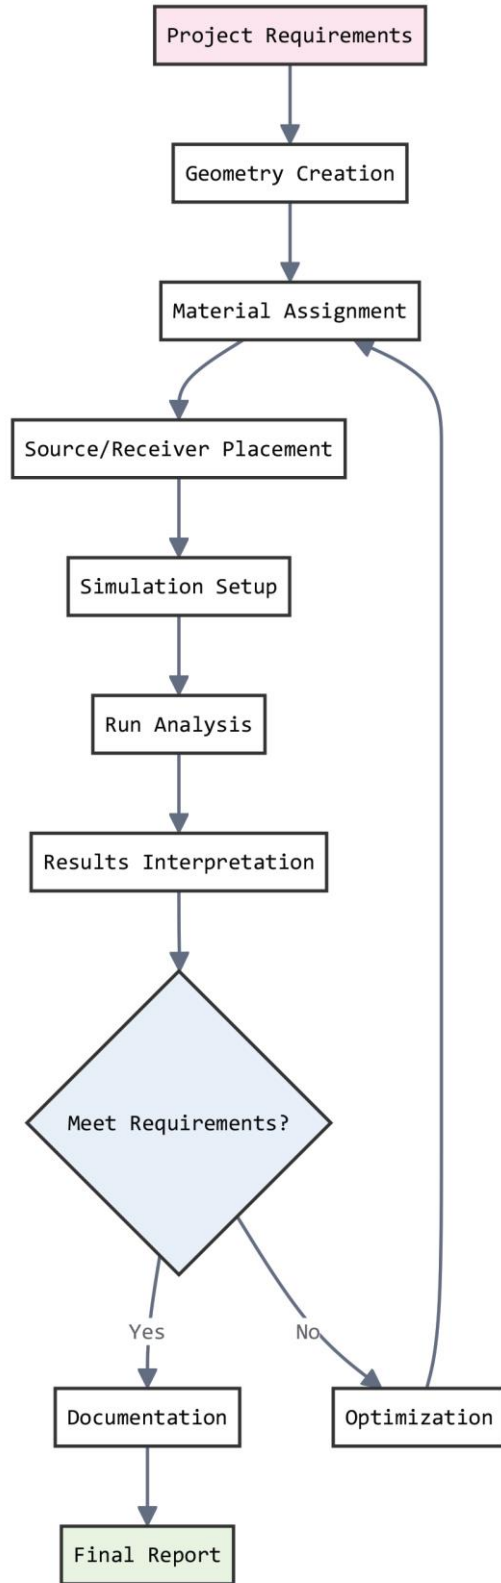 Project Requirements
Geometry Creation
Material Assignment
Source/Receiver Placement
Simulation Setup
Run Analysis
Results Interpretation
Meet Requirements?
Yes
No
Documentation
Optimization
Final Report